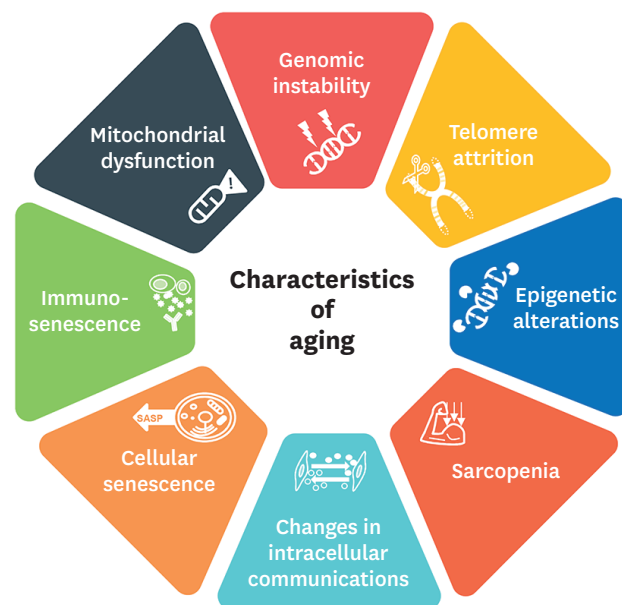 Characteristics
of
aging
Genomic
instability
Telomere
attrition
Epigenetic
alterations
Sarcopenia
Changes in
intracellular
communications
SASP
Cellular
senescence
Immuno-
senescence
Mitochondrial
dysfunction
!